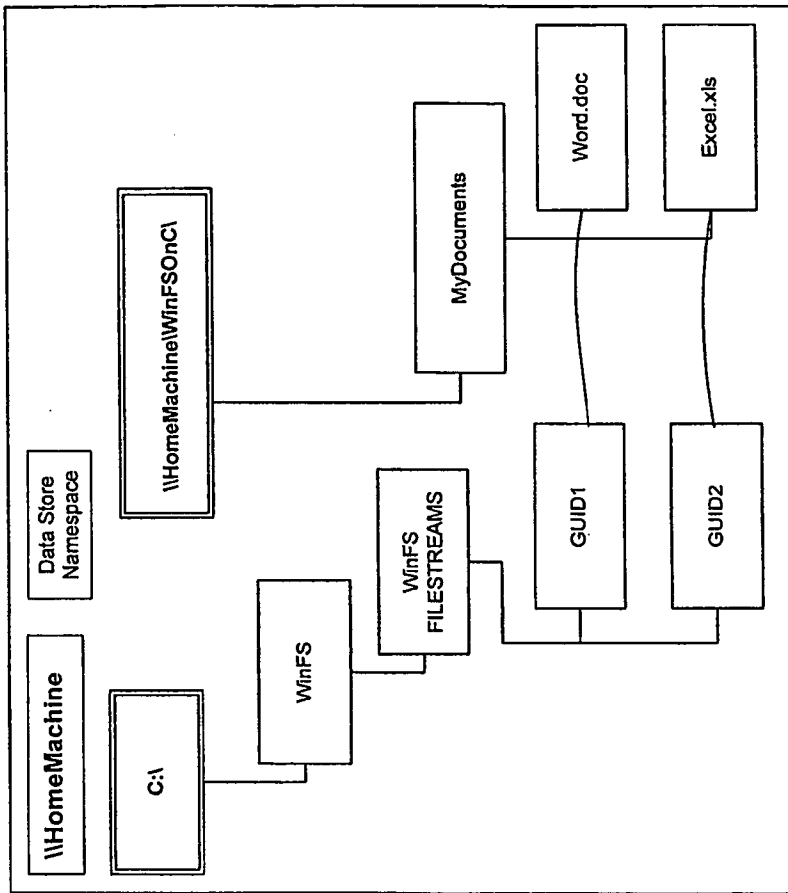 \\HomeMachine
Data Store
Namespace
C:\
\\HomeMachine\WinFSOnC\
WinFS
WinFS
FILESTREAMS
MyDocuments
GUID1
Word.doc
GUID2
Excel.xls